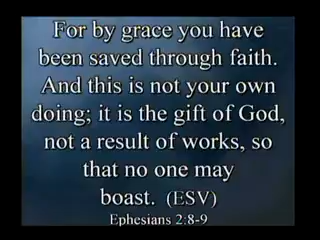 For by grace you have
been saved through faith.
And this is not your own
doing; it is the gift of God,
not a result of works, so
that no one may
boast. (ESV)
Ephesians 2:8-9